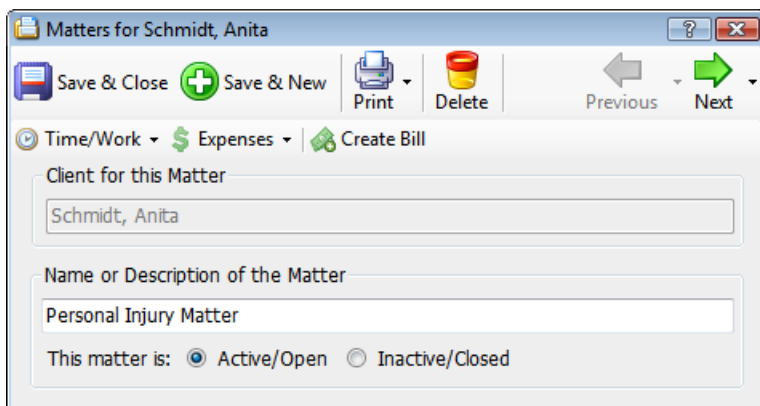 Matters for Schmidt, Anita
Save & Close Save & New Print Delete Previous Next
Time/Work Expenses Create Bill
Client for this Matter
Schmidt, Anita
Name or Description of the Matter
Personal Injury Matter
This matter is: Active/Open Inactive/Closed